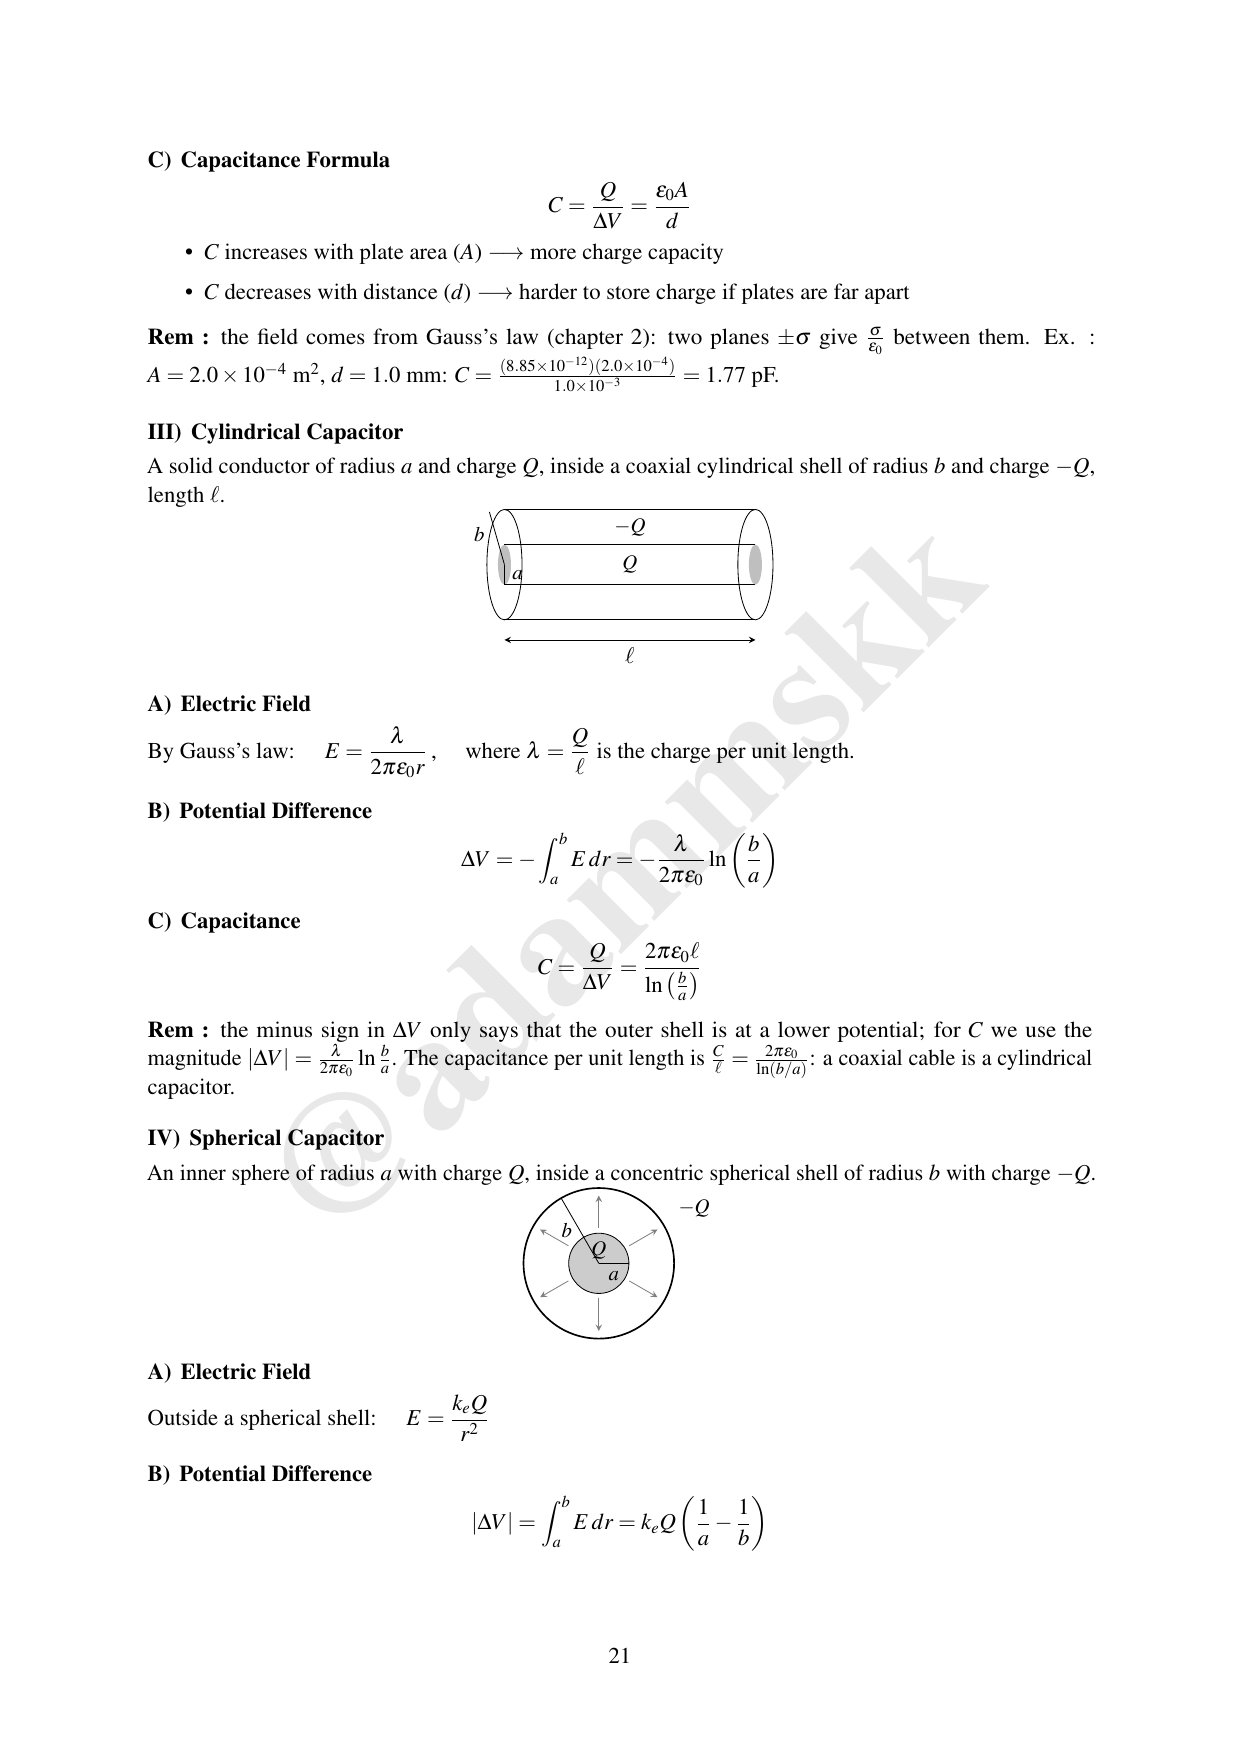 C) Capacitance Formula
C = Q/ΔV = ε₀A/d
• C increases with plate area (A) ⟶ more charge capacity
• C decreases with distance (d) ⟶ harder to store charge if plates are far apart
Rem : the field comes from Gauss's law (chapter 2): two planes ±σ give σ/ε₀ between them. Ex. :
A = 2.0 × 10⁻⁴ m², d = 1.0 mm: C = (8.85×10⁻¹²)(2.0×10⁻⁴)/1.0×10⁻³ = 1.77 pF.
III) Cylindrical Capacitor
A solid conductor of radius a and charge Q, inside a coaxial cylindrical shell of radius b and charge −Q,
length ℓ.
−Q
b
Q
a
ℓ
A) Electric Field
By Gauss's law: E = λ/2πε₀r , where λ = Q/ℓ is the charge per unit length.
B) Potential Difference
ΔV = −∫ₐᵇ E dr = −λ/2πε₀ ln (b/a)
C) Capacitance
C = Q/ΔV = 2πε₀ℓ/ln (b/a)
Rem : the minus sign in ΔV only says that the outer shell is at a lower potential; for C we use the
magnitude |ΔV| = λ/2πε₀ ln b/a. The capacitance per unit length is C/ℓ = 2πε₀/ln(b/a): a coaxial cable is a cylindrical
capacitor.
IV) Spherical Capacitor
An inner sphere of radius a with charge Q, inside a concentric spherical shell of radius b with charge −Q.
−Q
b
Q
a
A) Electric Field
Outside a spherical shell: E = kₑQ/r²
B) Potential Difference
|ΔV| = ∫ₐᵇ E dr = kₑQ (1/a − 1/b)
21
@adammskk